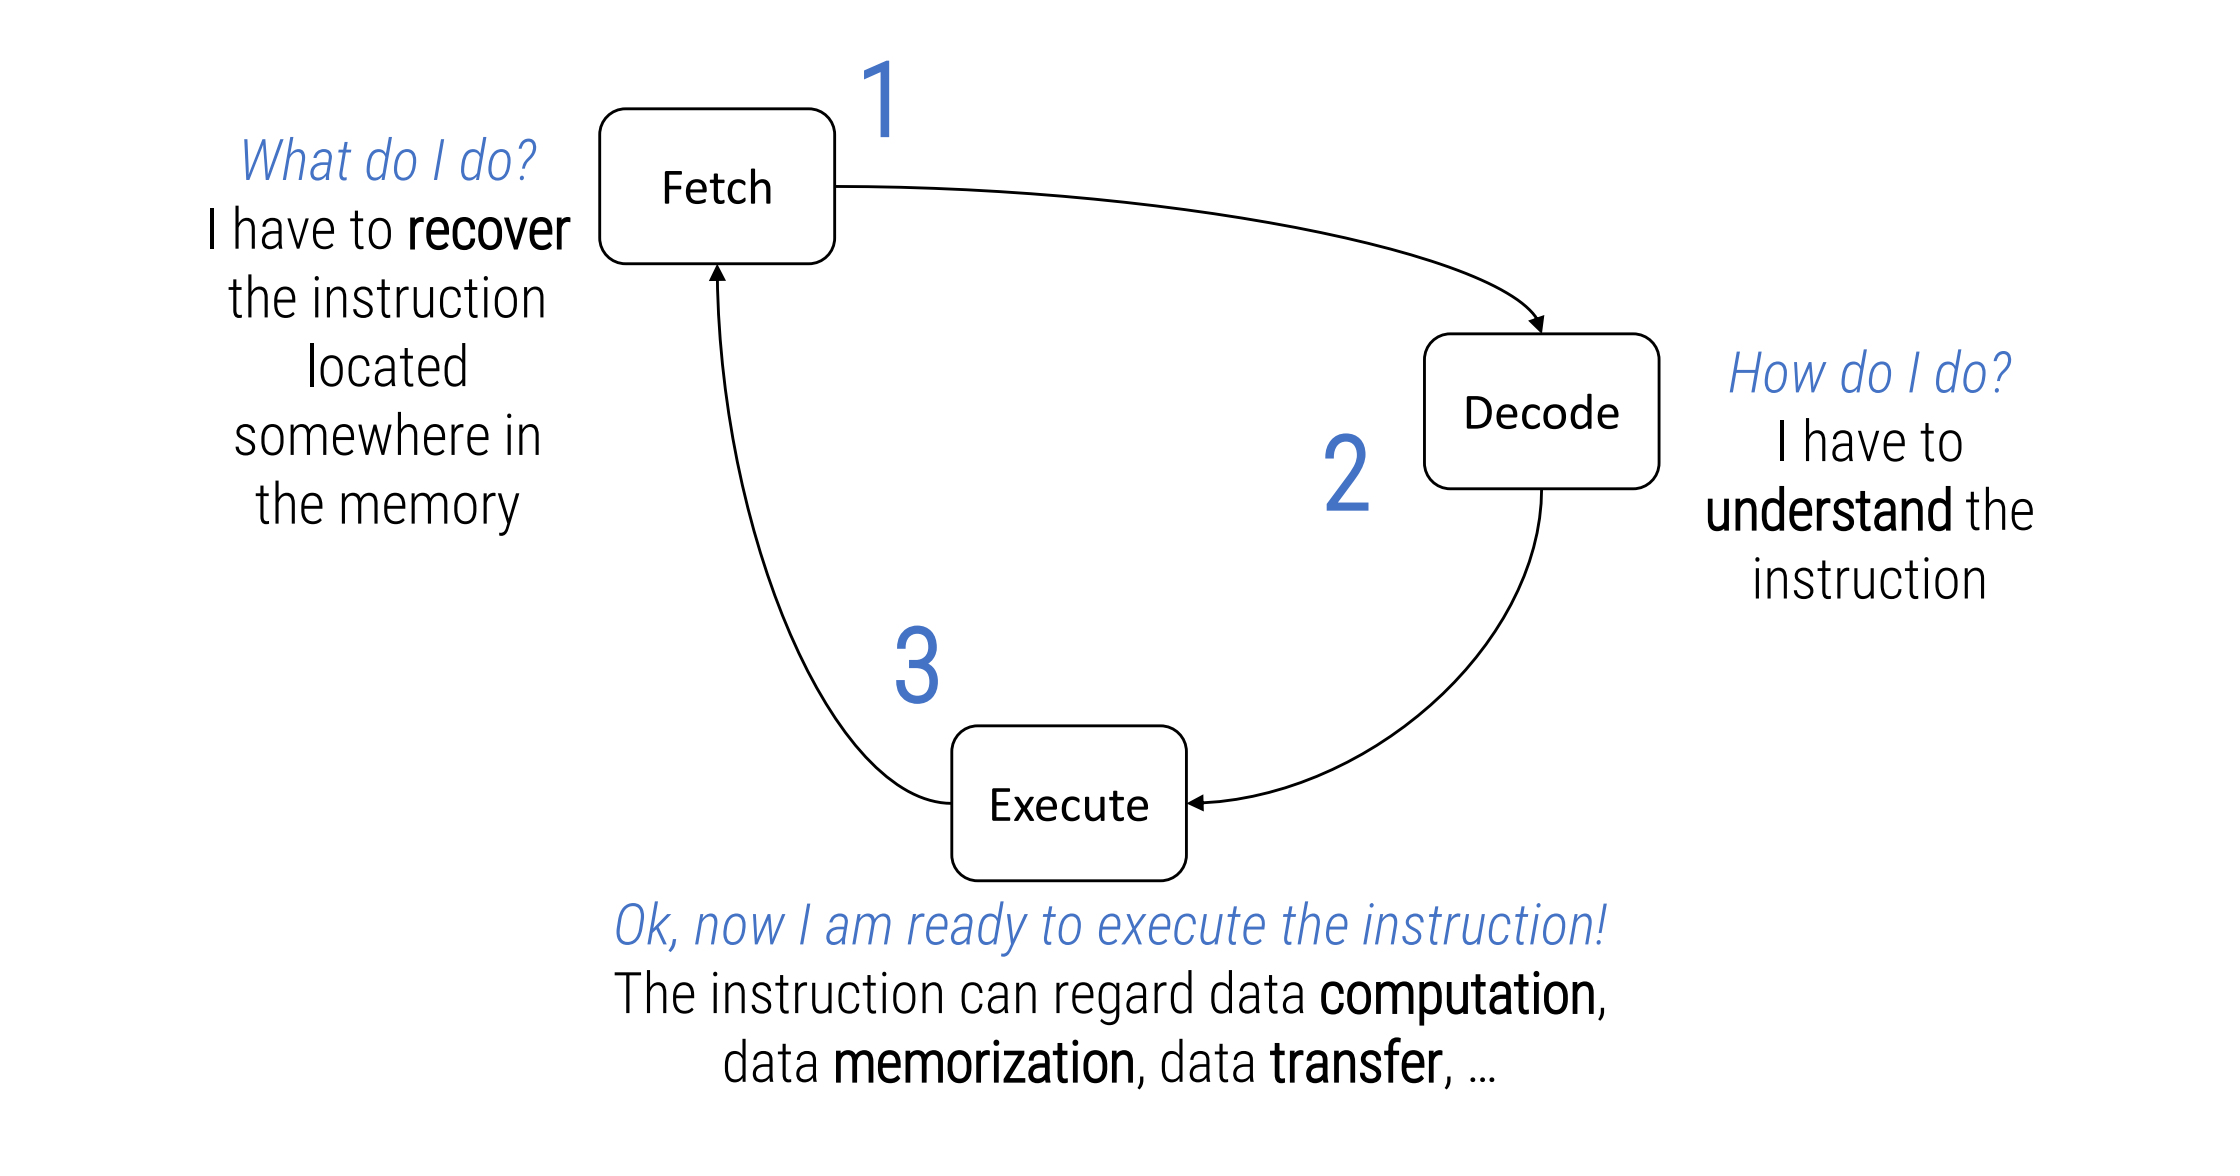 1
Fetch
What do I do?
I have to recover
the instruction
located
somewhere in
the memory
Decode
2
How do I do?
I have to
understand the
instruction
3
Execute
Ok, now I am ready to execute the instruction!
The instruction can regard data computation,
data memorization, data transfer, ...